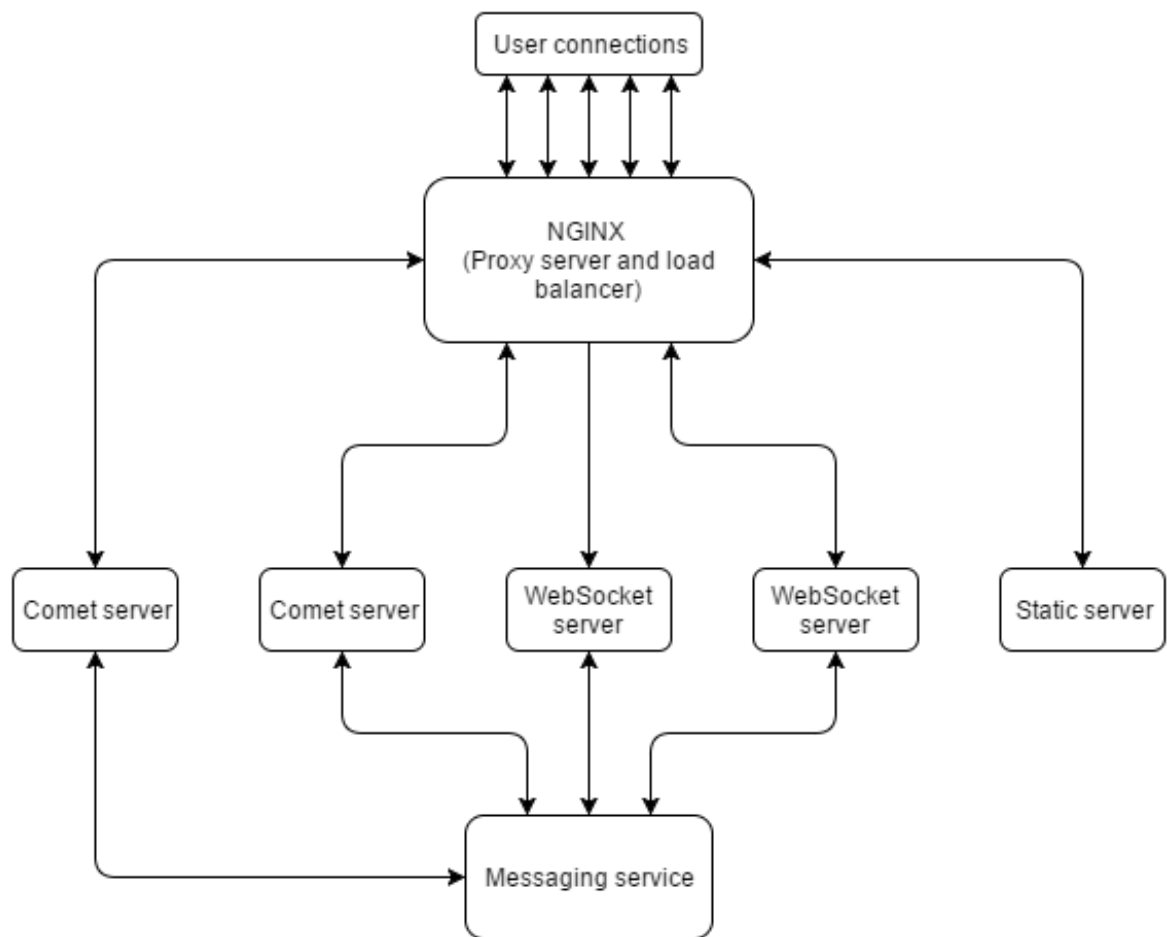 User connections
NGINX
(Proxy server and load
balancer)
Comet server
Comet server
WebSocket
server
WebSocket
server
Static server
Messaging service